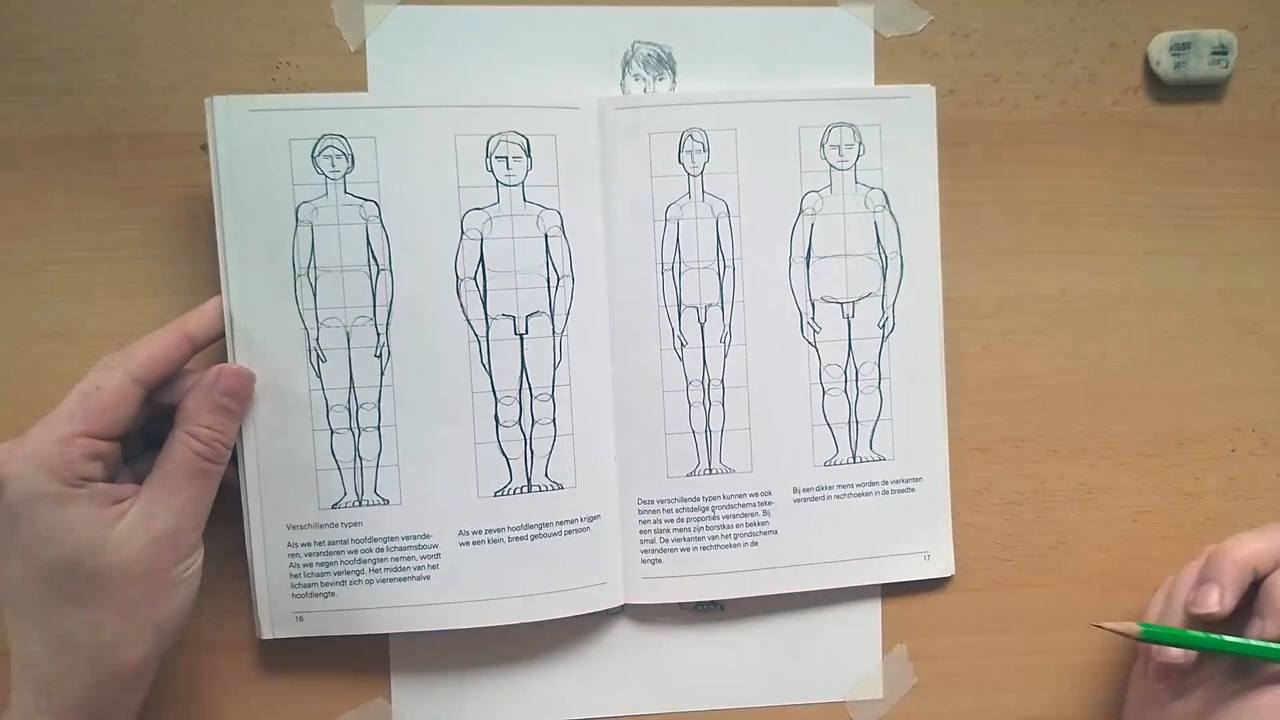 Verschillende typen
Als we het aantal hoofdlengten verande-
ren, veranderen we ook de lichaamsbouw.
Als we negen hoofdlengten nemen, wordt
het lichaam verlengd. Het midden van het
lichaam bevindt zich op viereneenhalve
hoofdlengte.
16
Als we zeven hoofdlengten nemen krijgen
we een klein, breed gebouwd persoon.
Deze verschillende typen kunnen we ook
binnen het achtdelige grondschema teke-
nen als we de proporties veranderen. Bij
een slank mens zijn borstkas en bekken
smal. De vierkanten van het grondschema
veranderen we in rechthoeken in de
lengte.
Bij een dikker mens worden de vierkanten
veranderd in rechthoeken in de breedte.
17